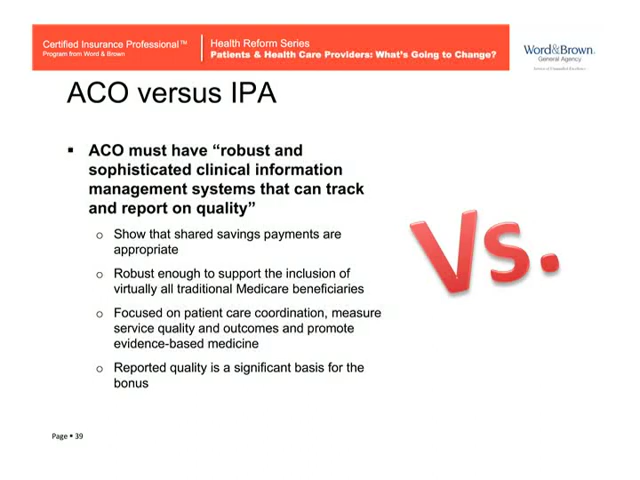 Certified Insurance Professional™
Program from Word & Brown
Health Reform Series
Patients & Health Care Providers: What's Going to Change?
Word&Brown.
General Agency
Service of Unequalled Excellence
ACO versus IPA
▪ ACO must have “robust and
sophisticated clinical information
management systems that can track
and report on quality”
o Show that shared savings payments are
appropriate
o Robust enough to support the inclusion of
virtually all traditional Medicare beneficiaries
o Focused on patient care coordination, measure
service quality and outcomes and promote
evidence-based medicine
o Reported quality is a significant basis for the
bonus
Vs.
Page ▪ 39